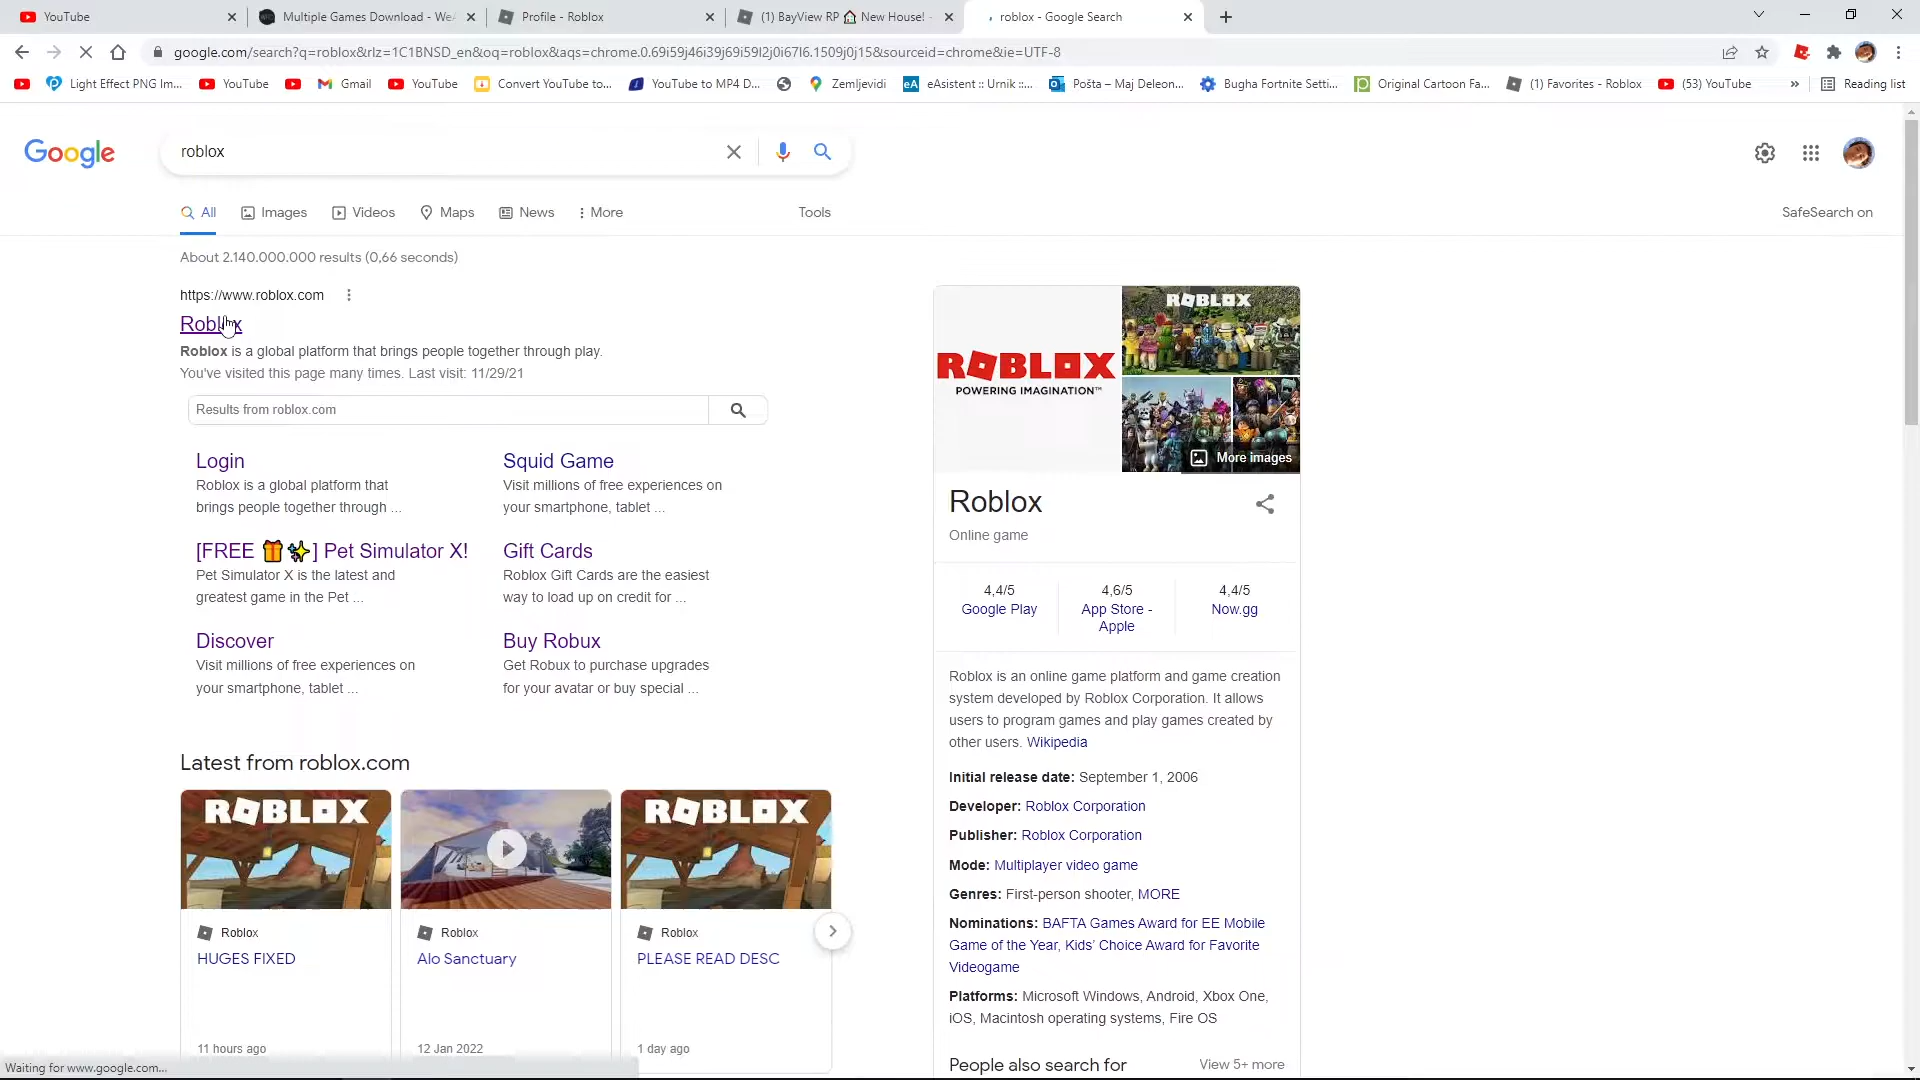 YouTube
Multiple Games Download - We
Profile - Roblox
(1) BayView RP 🏠 New House! -
roblox - Google Search
google.com/search?q=roblox&rlz=1C1BNSD_en&oq=roblox&aqs=chrome.0.69i59j46i39j69i59l2j0i67l6.1509j0j15&sourceid=chrome&ie=UTF-8
Light Effect PNG Im...
YouTube
Gmail
YouTube
Convert YouTube to...
YouTube to MP4 D...
Zemljevidi
eA eAsistent :: Urnik ::...
Pošta – Maj Deleon...
Bugha Fortnite Setti...
Original Cartoon Fa...
(1) Favorites - Roblox
(53) YouTube
»
Reading list
Google
roblox
All
Images
Videos
Maps
News
More
Tools
SafeSearch on
About 2.140.000.000 results (0,66 seconds)
https://www.roblox.com
Roblox
Roblox is a global platform that brings people together through play.
You've visited this page many times. Last visit: 11/29/21
Results from roblox.com
Login
Roblox is a global platform that
brings people together through ...
Squid Game
Visit millions of free experiences on
your smartphone, tablet ...
[FREE 🎁✨] Pet Simulator X!
Pet Simulator X is the latest and
greatest game in the Pet ...
Gift Cards
Roblox Gift Cards are the easiest
way to load up on credit for ...
Discover
Visit millions of free experiences on
your smartphone, tablet ...
Buy Robux
Get Robux to purchase upgrades
for your avatar or buy special ...
Latest from roblox.com
ROBLOX
Roblox
HUGES FIXED
11 hours ago
Roblox
Alo Sanctuary
12 Jan 2022
ROBLOX
Roblox
PLEASE READ DESC
1 day ago
Waiting for www.google.com...
ROBLOX
POWERING IMAGINATION™
ROBLOX
More images
Roblox
Online game
4,4/5
Google Play
4,6/5
App Store -
Apple
4,4/5
Now.gg
Roblox is an online game platform and game creation
system developed by Roblox Corporation. It allows
users to program games and play games created by
other users. Wikipedia
Initial release date: September 1, 2006
Developer: Roblox Corporation
Publisher: Roblox Corporation
Mode: Multiplayer video game
Genres: First-person shooter, MORE
Nominations: BAFTA Games Award for EE Mobile
Game of the Year, Kids' Choice Award for Favorite
Videogame
Platforms: Microsoft Windows, Android, Xbox One,
iOS, Macintosh operating systems, Fire OS
People also search for
View 5+ more